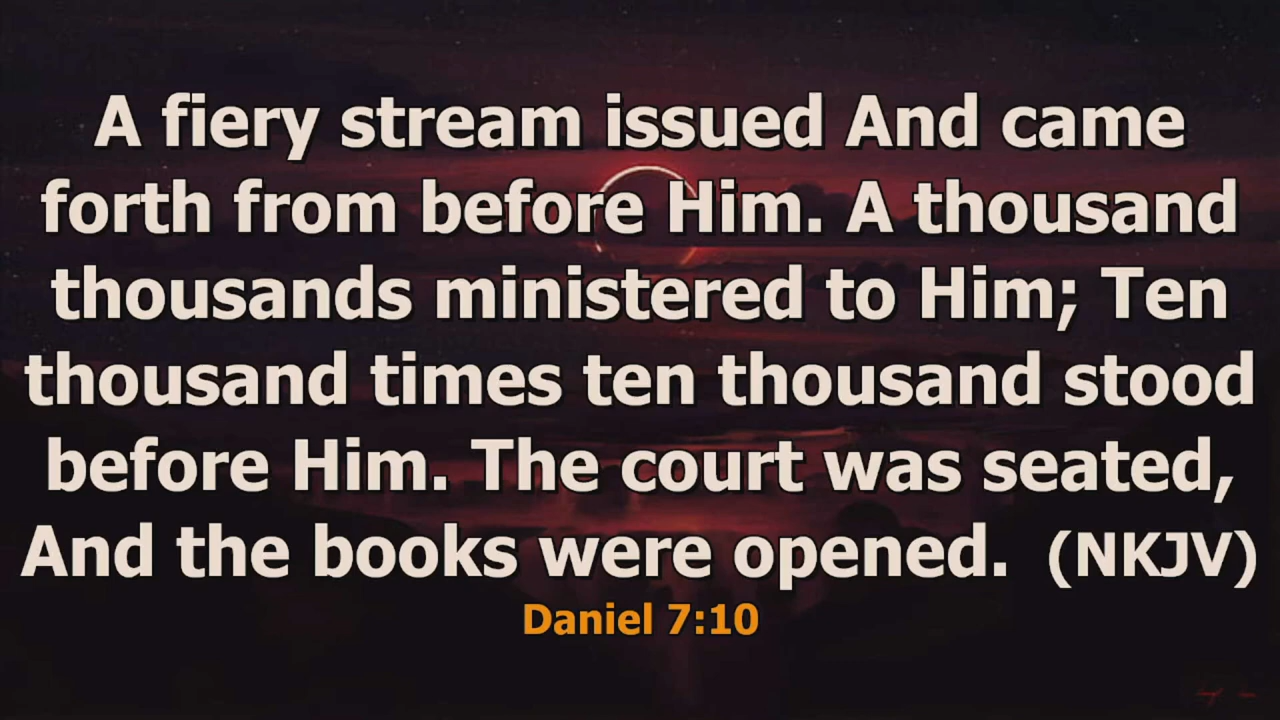 A fiery stream issued And came
forth from before Him. A thousand
thousands ministered to Him; Ten
thousand times ten thousand stood
before Him. The court was seated,
And the books were opened. (NKJV)
Daniel 7:10